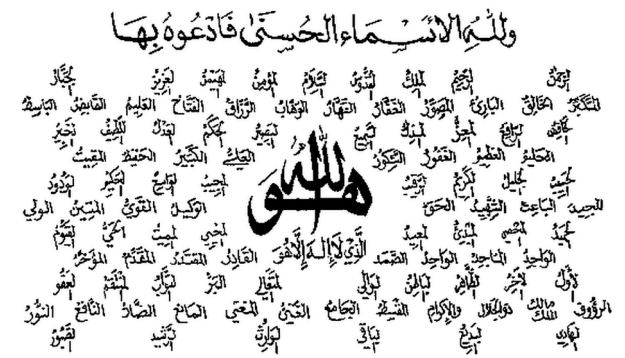 ولله الأسماء الحسنى فادعوه بها
الرحمن الرحيم الملك القدوس السلام المؤمن المهيمن العزيز الجبار
المتكبر الخالق البارئ المصور الغفار القهار الوهاب الرزاق الفتاح العليم القابض الباسط
الخافض الرافع المعز المذل السميع البصير الحكم العدل اللطيف الخبير
الحليم العظيم الغفور الشكور العلي الكبير الحفيظ المقيت
الحسيب الجليل الكريم الرقيب المجيب الواسع الحكيم الودود
هو الله
المجيد الباعث الشهيد الحق الوكيل القوي المتين الولي
الحميد المحصي المبدئ المعيد المحيي المميت الحي القيوم
الذي لا إله إلا هو
الواجد الماجد الواحد الصمد القادر المقتدر المقدم المؤخر
الأول الآخر الظاهر الباطن الوالي المتعالي البر التواب المنتقم العفو
الرؤوف مالك الملك ذو الجلال والإكرام المقسط الجامع الغني المغني المانع الضار النافع النور
الهادي البديع الباقي الوارث الرشيد الصبور